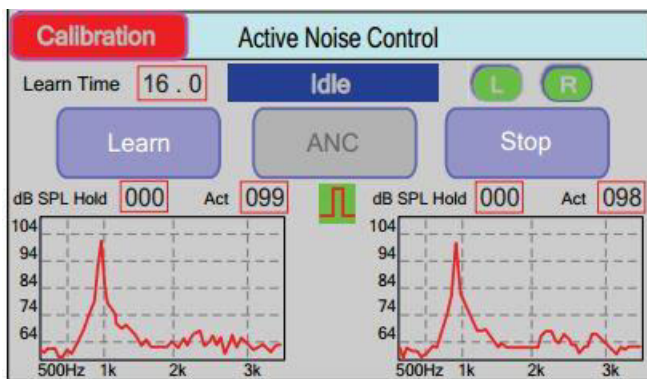 Calibration Active Noise Control
Learn Time 16.0 Idle L R
Learn ANC Stop
dB SPL Hold 000 Act 099 dB SPL Hold 000 Act 098
104 104
94 94
84 84
74 74
64 64
500Hz 1k 2k 3k 500Hz 1k 2k 3k